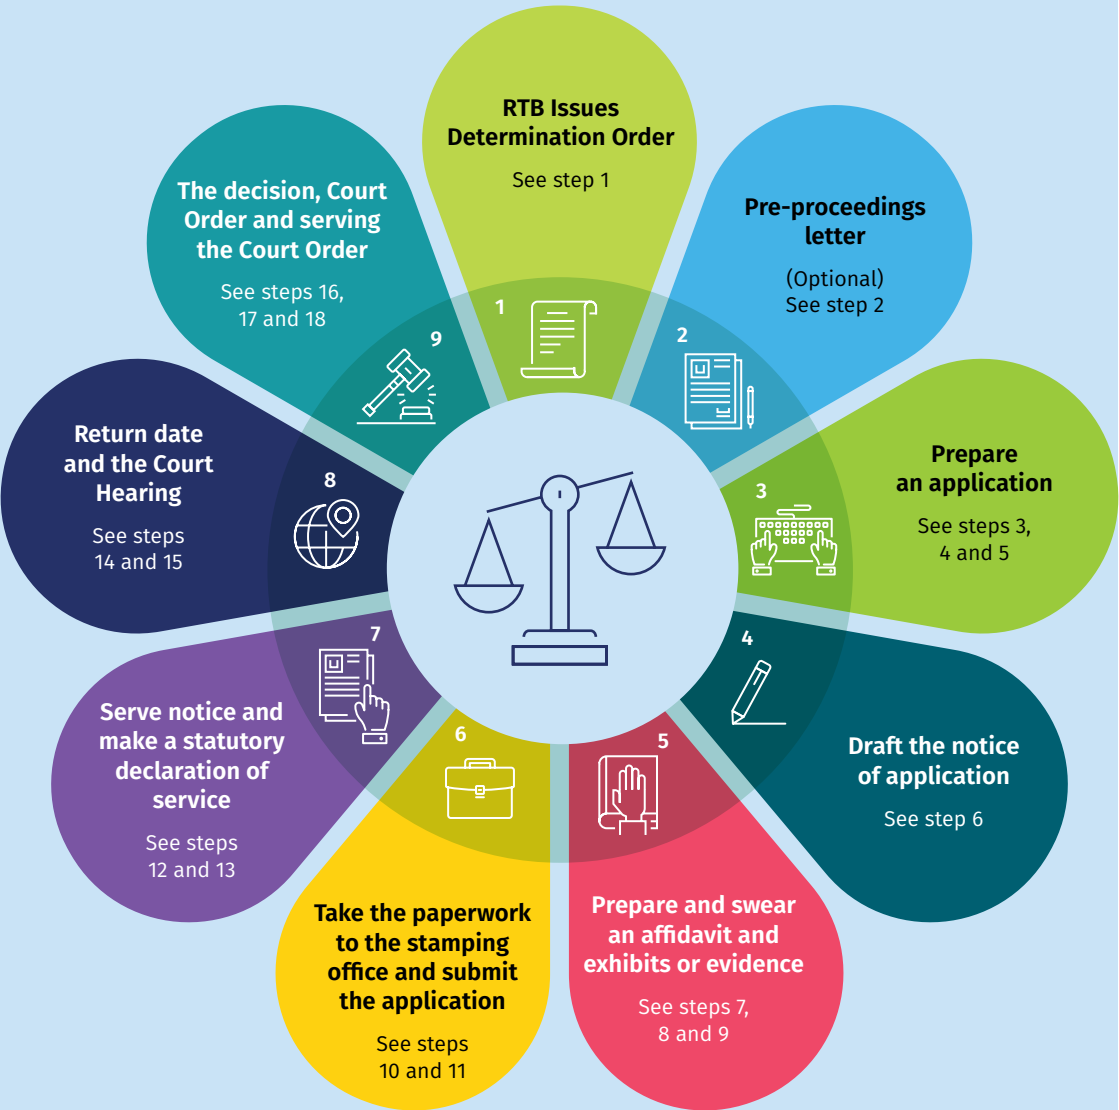 RTB Issues
Determination Order
See step 1
1
Pre-proceedings
letter
(Optional)
See step 2
2
Prepare
an application
See steps 3,
4 and 5
3
Draft the notice
of application
See step 6
4
Prepare and swear
an affidavit and
exhibits or evidence
See steps 7,
8 and 9
5
Take the paperwork
to the stamping
office and submit
the application
See steps
10 and 11
6
Serve notice and
make a statutory
declaration of
service
See steps
12 and 13
7
Return date
and the Court
Hearing
See steps
14 and 15
8
The decision, Court
Order and serving
the Court Order
See steps 16,
17 and 18
9